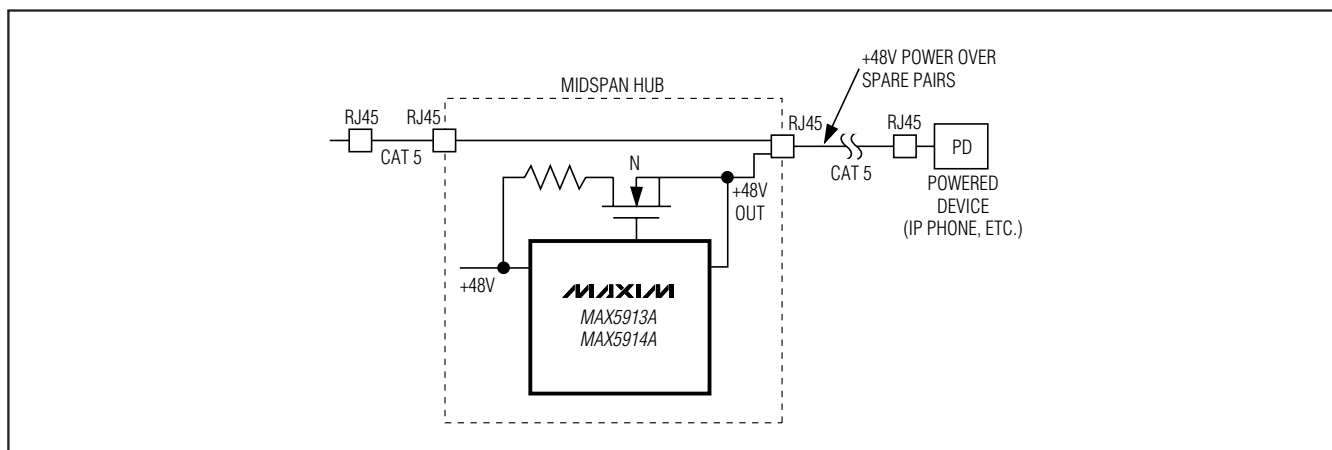 +48V POWER OVER
SPARE PAIRS
MIDSPAN HUB
RJ45
RJ45
RJ45
RJ45
CAT 5
N
CAT 5
PD
+48V
OUT
POWERED
DEVICE
(IP PHONE, ETC.)
+48V
MAXIM
MAX5913A
MAX5914A